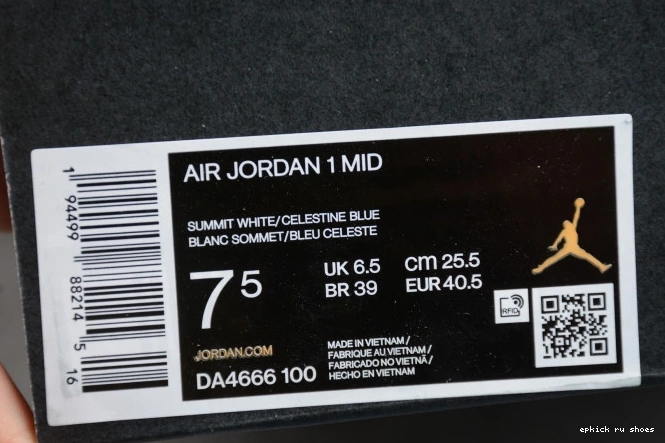 AIR JORDAN 1 MID
SUMMIT WHITE/CELESTINE BLUE
BLANC SOMMET/BLEU CELESTE
7 5
UK 6.5 cm 25.5
BR 39 EUR 40.5
RFID
JORDAN.COM
DA4666 100
MADE IN VIETNAM /
FABRIQUE AU VIETNAM /
FABRICADO NO VIETNÃ /
HECHO EN VIETNAM
1 94499 88214 5 16
epkick ru shoes